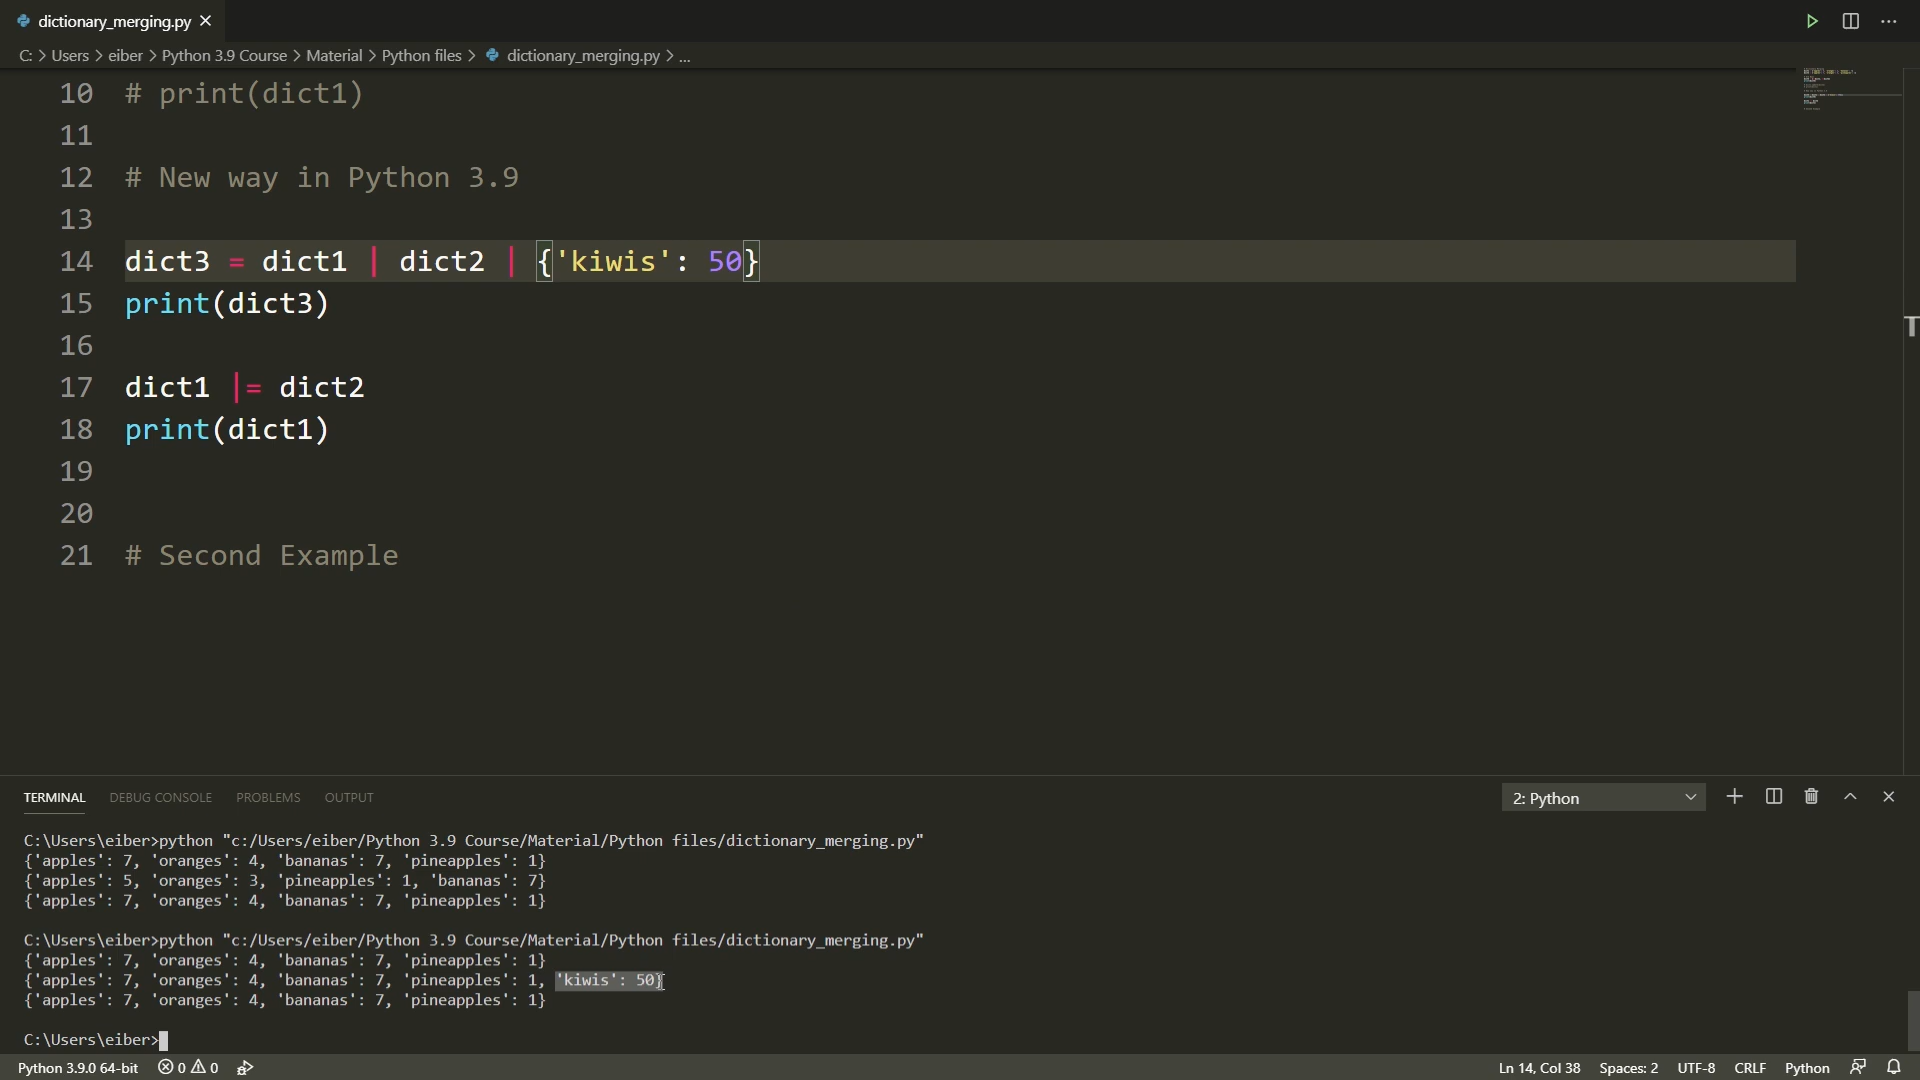 dictionary_merging.py
C: > Users > eiber > Python 3.9 Course > Material > Python files > dictionary_merging.py > ...
10 # print(dict1)
11
12 # New way in Python 3.9
13
14 dict3 = dict1 | dict2 | {'kiwis': 50}
15 print(dict3)
16
17 dict1 |= dict2
18 print(dict1)
19
20
21 # Second Example
TERMINAL DEBUG CONSOLE PROBLEMS OUTPUT 2: Python
C:\Users\eiber>python "c:/Users/eiber/Python 3.9 Course/Material/Python files/dictionary_merging.py"
{'apples': 7, 'oranges': 4, 'bananas': 7, 'pineapples': 1}
{'apples': 5, 'oranges': 3, 'pineapples': 1, 'bananas': 7}
{'apples': 7, 'oranges': 4, 'bananas': 7, 'pineapples': 1}
C:\Users\eiber>python "c:/Users/eiber/Python 3.9 Course/Material/Python files/dictionary_merging.py"
{'apples': 7, 'oranges': 4, 'bananas': 7, 'pineapples': 1}
{'apples': 7, 'oranges': 4, 'bananas': 7, 'pineapples': 1, 'kiwis': 50}
{'apples': 7, 'oranges': 4, 'bananas': 7, 'pineapples': 1}
C:\Users\eiber>
Python 3.9.0 64-bit 0 0 Ln 14, Col 38 Spaces: 2 UTF-8 CRLF Python